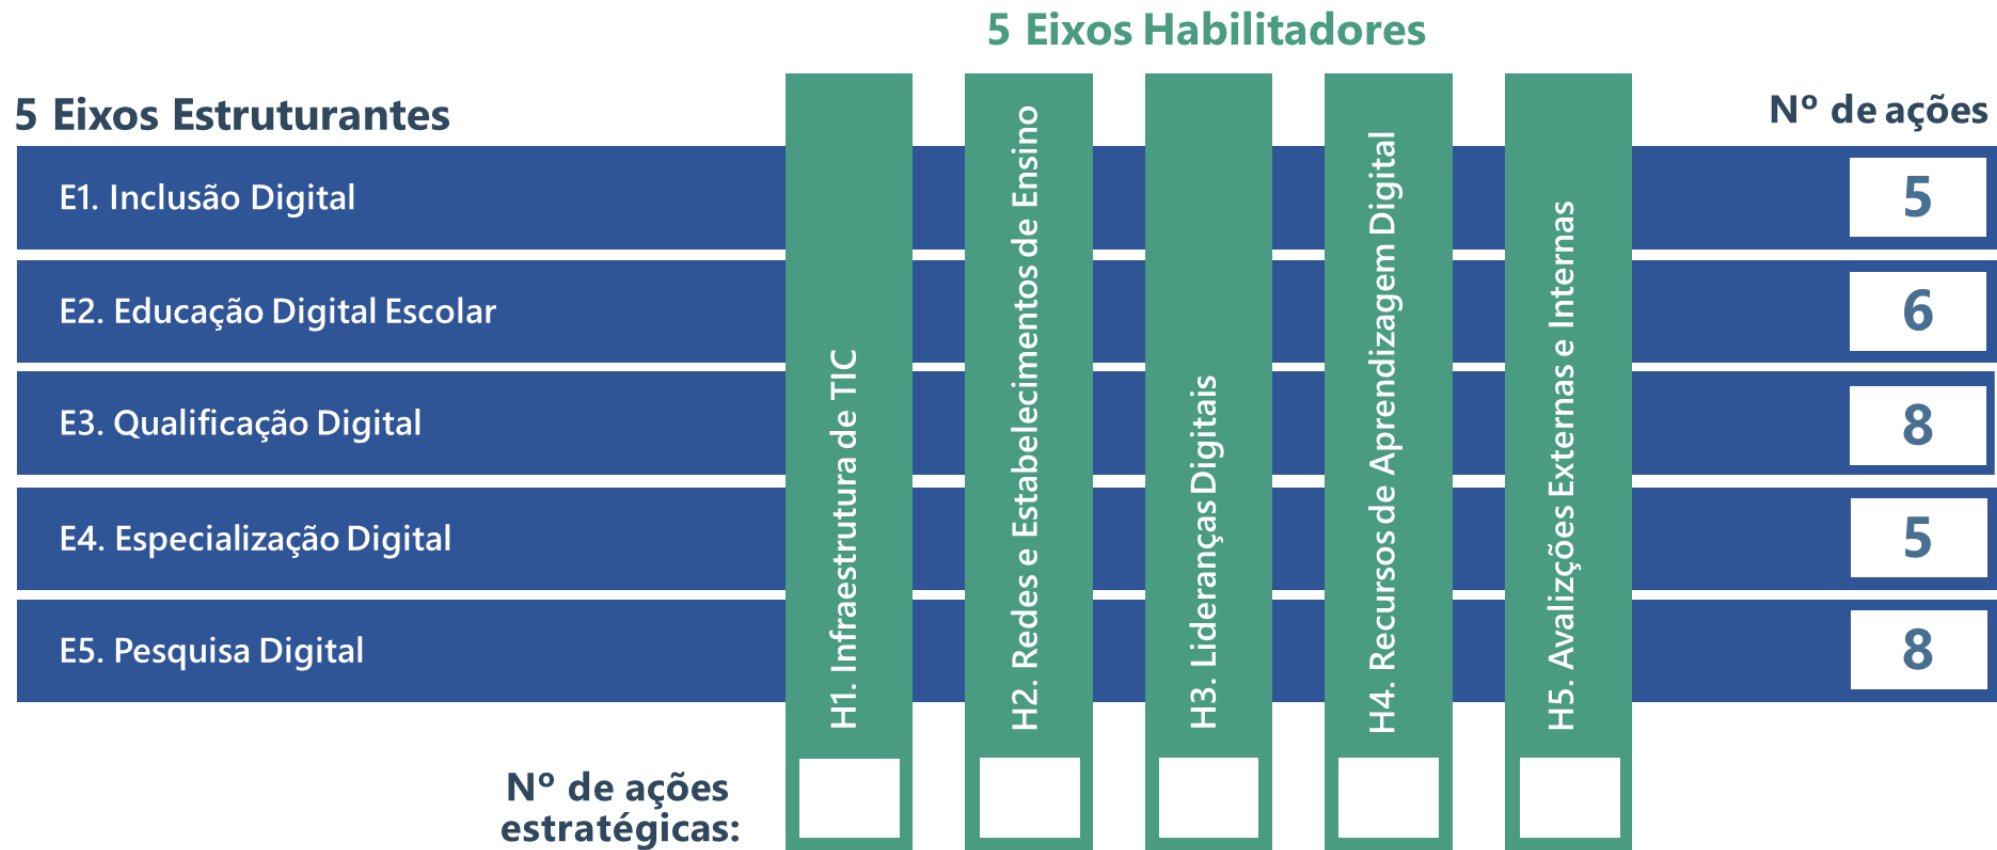 5 Eixos Habilitadores
5 Eixos Estruturantes
Nº de ações
E1. Inclusão Digital
5
E2. Educação Digital Escolar
6
E3. Qualificação Digital
8
E4. Especialização Digital
5
E5. Pesquisa Digital
8
H1. Infraestrutura de TIC
H2. Redes e Estabelecimentos de Ensino
H3. Lideranças Digitais
H4. Recursos de Aprendizagem Digital
H5. Avalizções Externas e Internas
Nº de ações
estratégicas: